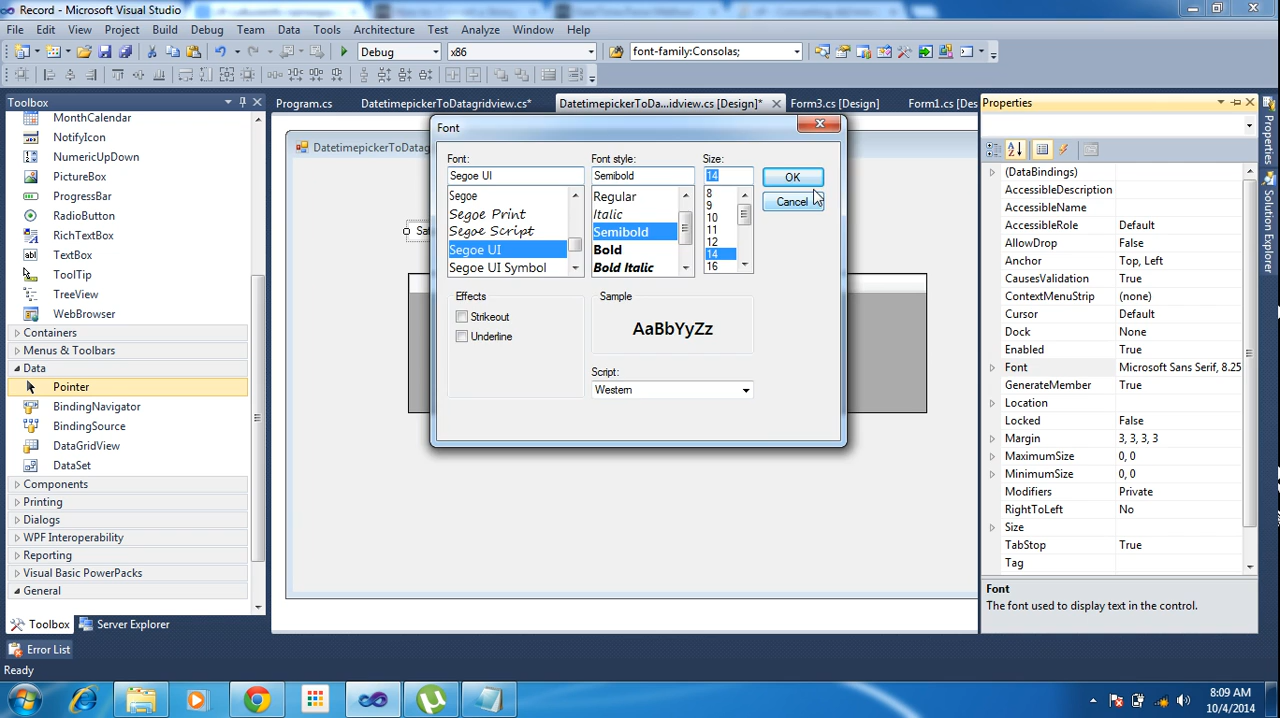 Record - Microsoft Visual Studio
File Edit View Project Build Debug Team Data Tools Architecture Test Analyze Window Help
Debug x86 font-family:Consolas;
Toolbox
MonthCalendar
NotifyIcon
NumericUpDown
PictureBox
ProgressBar
RadioButton
RichTextBox
TextBox
ToolTip
TreeView
WebBrowser
Containers
Menus & Toolbars
Data
Pointer
BindingNavigator
BindingSource
DataGridView
DataSet
Components
Printing
Dialogs
WPF Interoperability
Reporting
Visual Basic PowerPacks
General
Toolbox Server Explorer
Error List
Ready
Program.cs DatetimepickerToDatagridview.cs* DatetimepickerToDa...idview.cs [Design]* Form3.cs [Design] Form1.cs [Des
DatetimepickerToDatag
Sat
Font
Font: Font style: Size:
Segoe UI Semibold 14
Segoe
Segoe Print
Segoe Script
Segoe UI
Segoe UI Symbol
Regular
Italic
Semibold
Bold
Bold Italic
8
9
10
11
12
14
16
OK
Cancel
Effects
Strikeout
Underline
Sample
AaBbYyZz
Script:
Western
Properties
(DataBindings)
AccessibleDescription
AccessibleName
AccessibleRole Default
AllowDrop False
Anchor Top, Left
CausesValidation True
ContextMenuStrip (none)
Cursor Default
Dock None
Enabled True
Font Microsoft Sans Serif, 8.25
GenerateMember True
Location
Locked False
Margin 3, 3, 3, 3
MaximumSize 0, 0
MinimumSize 0, 0
Modifiers Private
RightToLeft No
Size
TabStop True
Tag
Font
The font used to display text in the control.
Properties
Solution Explorer
8:09 AM
10/4/2014